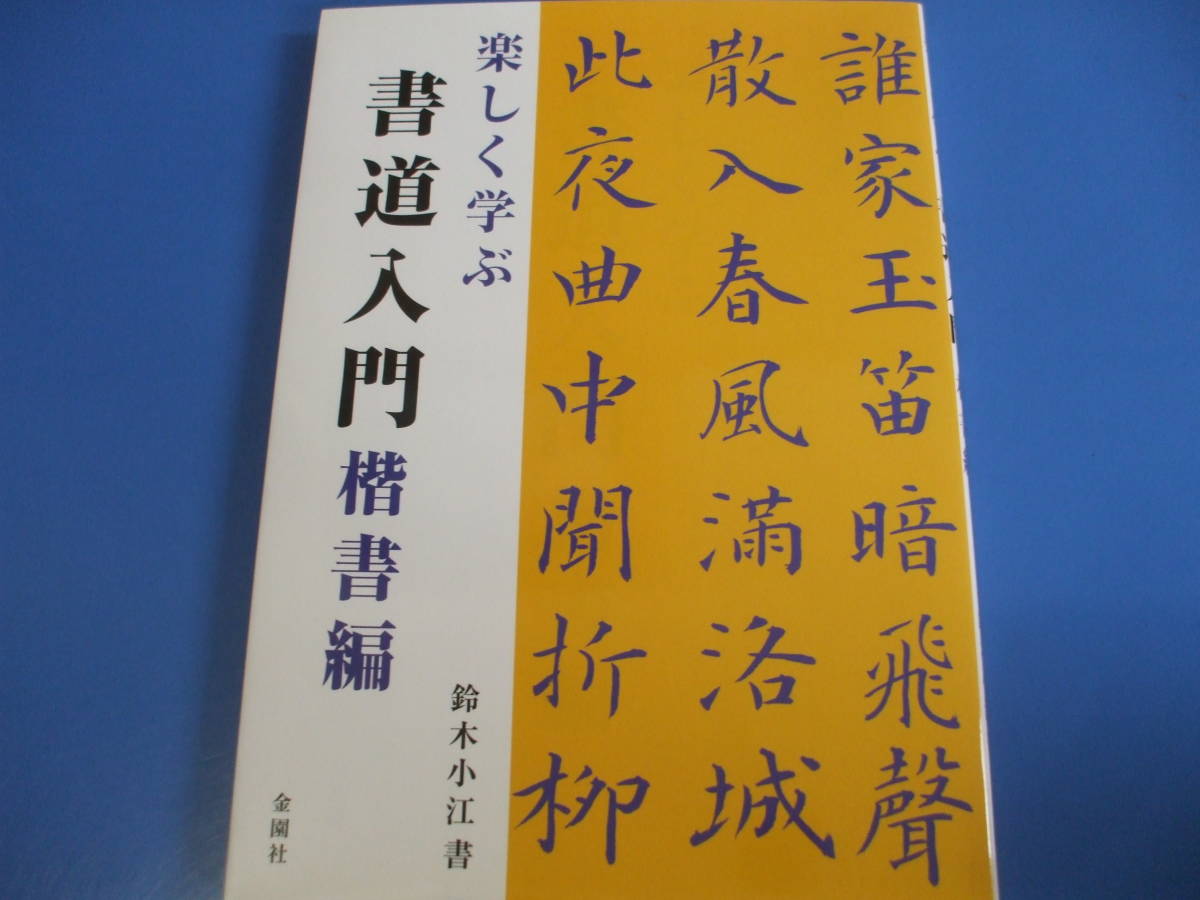 誰家玉笛暗飛聲
散入春風滿洛城
此夜曲中聞折柳
楽しく学ぶ
書道入門楷書編
鈴木小江書
金園社